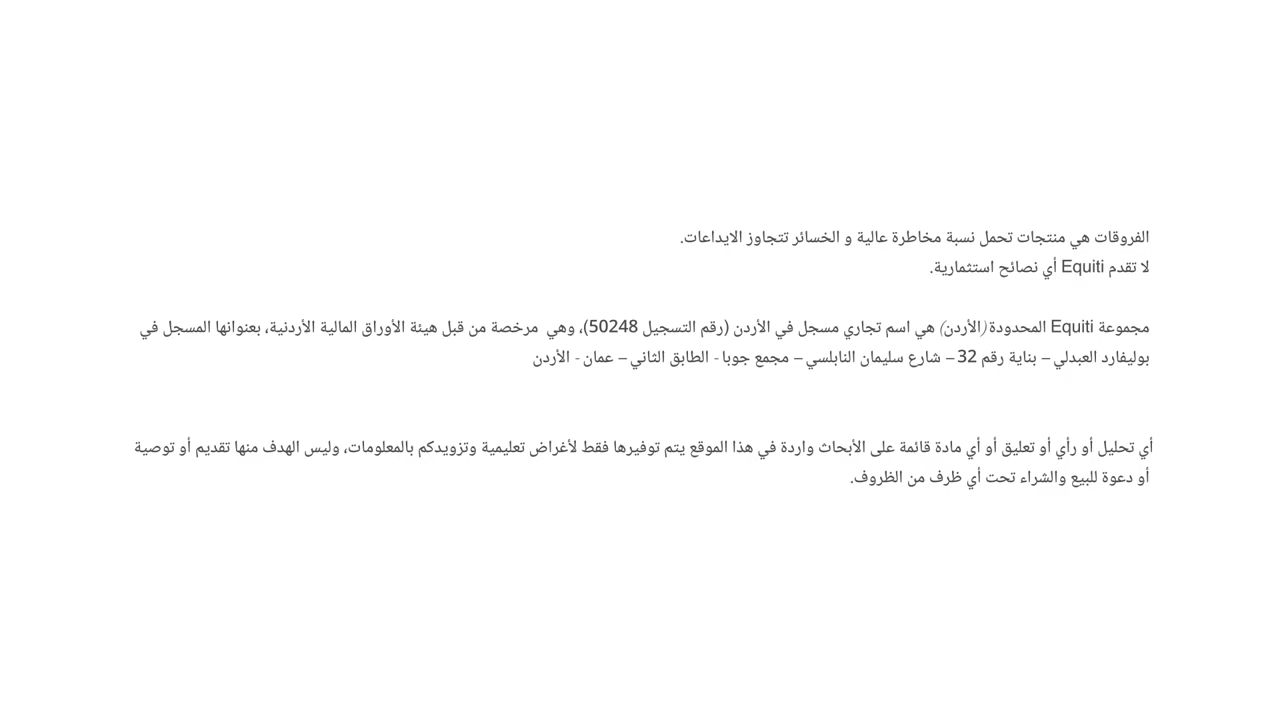 الفروقات هي منتجات تحمل نسبة مخاطرة عالية و الخسائر تتجاوز الايداعات.
لا تقدم Equiti أي نصائح استثمارية.
مجموعة Equiti المحدودة (الأردن) هي اسم تجاري مسجل في الأردن (رقم التسجيل 50248)، وهي مرخصة من قبل هيئة الأوراق المالية الأردنية، بعنوانها المسجل في
بوليفارد العبدلي – بناية رقم 32 – شارع سليمان النابلسي – مجمع جوبا - الطابق الثاني – عمان - الأردن
أي تحليل أو رأي أو تعليق أو أي مادة قائمة على الأبحاث واردة في هذا الموقع يتم توفيرها فقط لأغراض تعليمية وتزويدكم بالمعلومات، وليس الهدف منها تقديم أو توصية
أو دعوة للبيع والشراء تحت أي ظرف من الظروف.